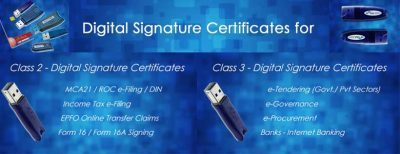 Digital Signature Certificates for
Class 2 - Digital Signature Certificates
MCA21 / ROC e-Filing / DIN
Income Tax e-Filing
EPFO Online Transfer Claims
Form 16 / Form 16A Signing
Class 3 - Digital Signature Certificates
e-Tendering (Govt./ Pvt Sectors)
e-Governance
e-Procurement
Banks - Internet Banking